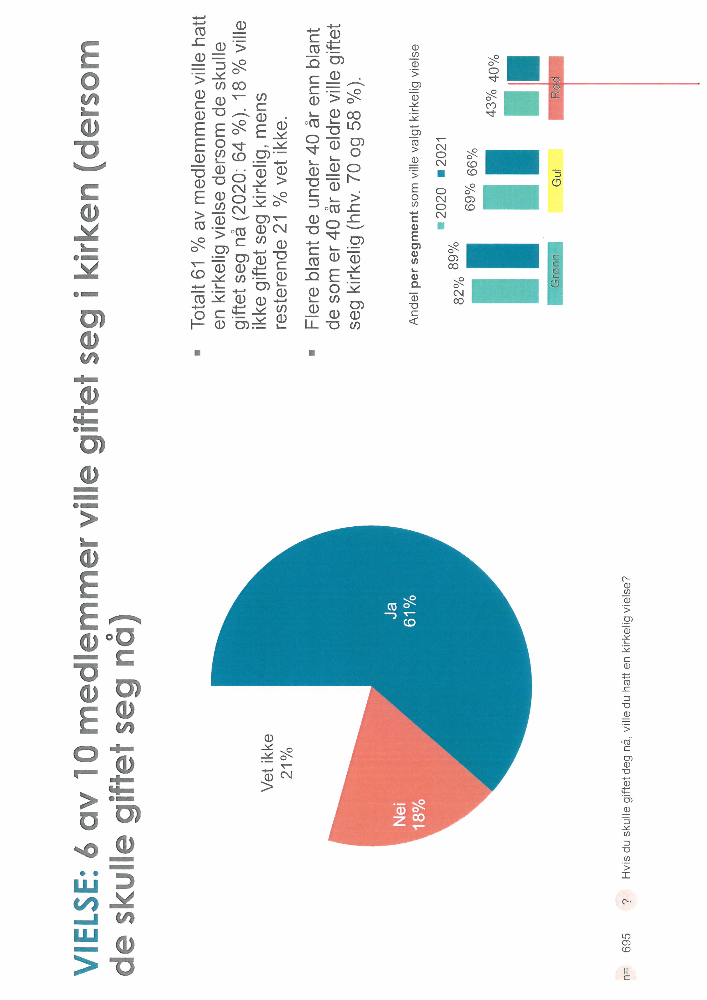 VIELSE: 6 av 10 medlemmer ville giftet seg i kirken (dersom
de skulle giftet seg nå)
Vet ikke
21%
Nei
18%
Ja
61%
▪ Totalt 61 % av medlemmene ville hatt
en kirkelig vielse dersom de skulle
giftet seg nå (2020: 64 %). 18 % ville
ikke giftet seg kirkelig, mens
resterende 21 % vet ikke.
▪ Flere blant de under 40 år enn blant
de som er 40 år eller eldre ville giftet
seg kirkelig (hhv. 70 og 58 %).
Andel per segment som ville valgt kirkelig vielse
2020 2021
82% 89%
69% 66%
43% 40%
Grønn Gul Rød
n= 695 ? Hvis du skulle giftet deg nå, ville du hatt en kirkelig vielse?